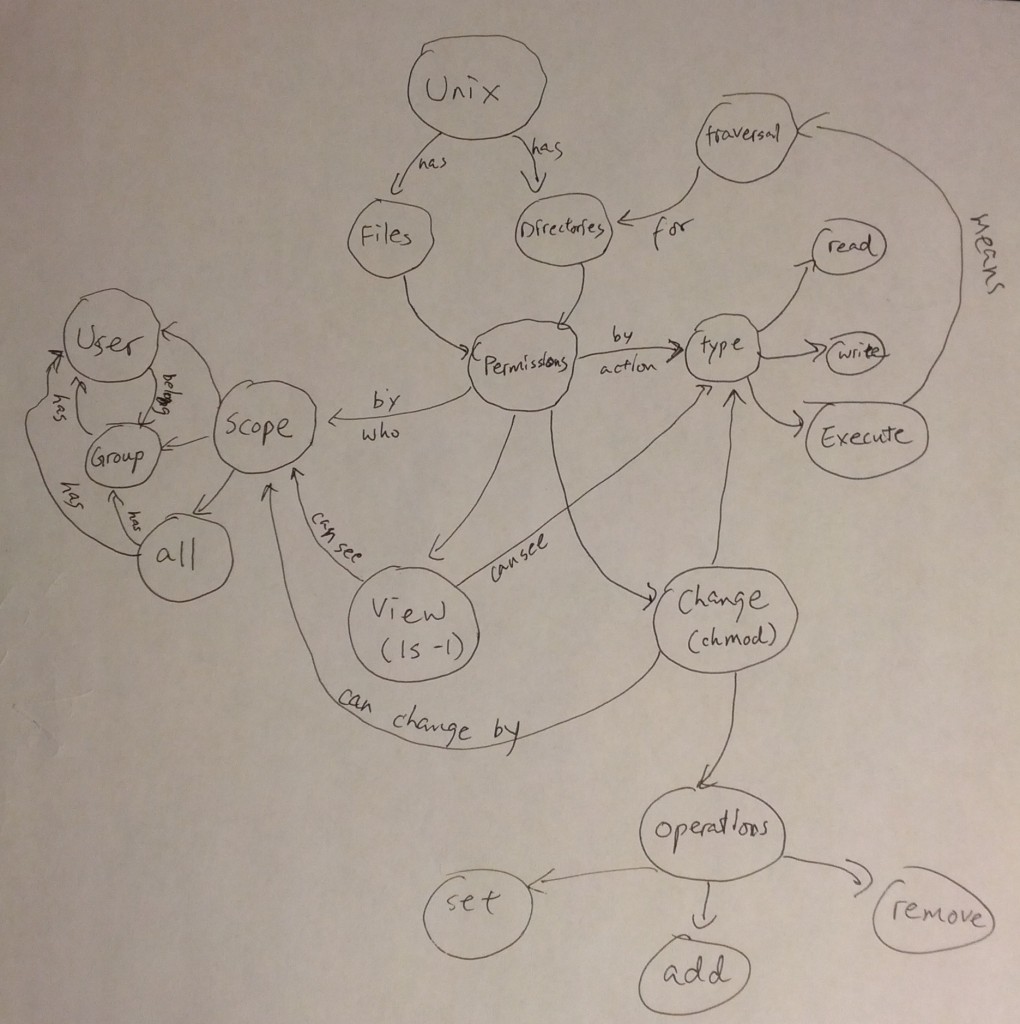 Unix
traversal
has
has
Files
Directories
for
means
read
User
Permissions
by
action
type
write
belong
has
Scope
by
who
Execute
Group
has
has
all
can see
can see
View
(ls -l)
Change
(chmod)
can change by
Operations
set
add
remove